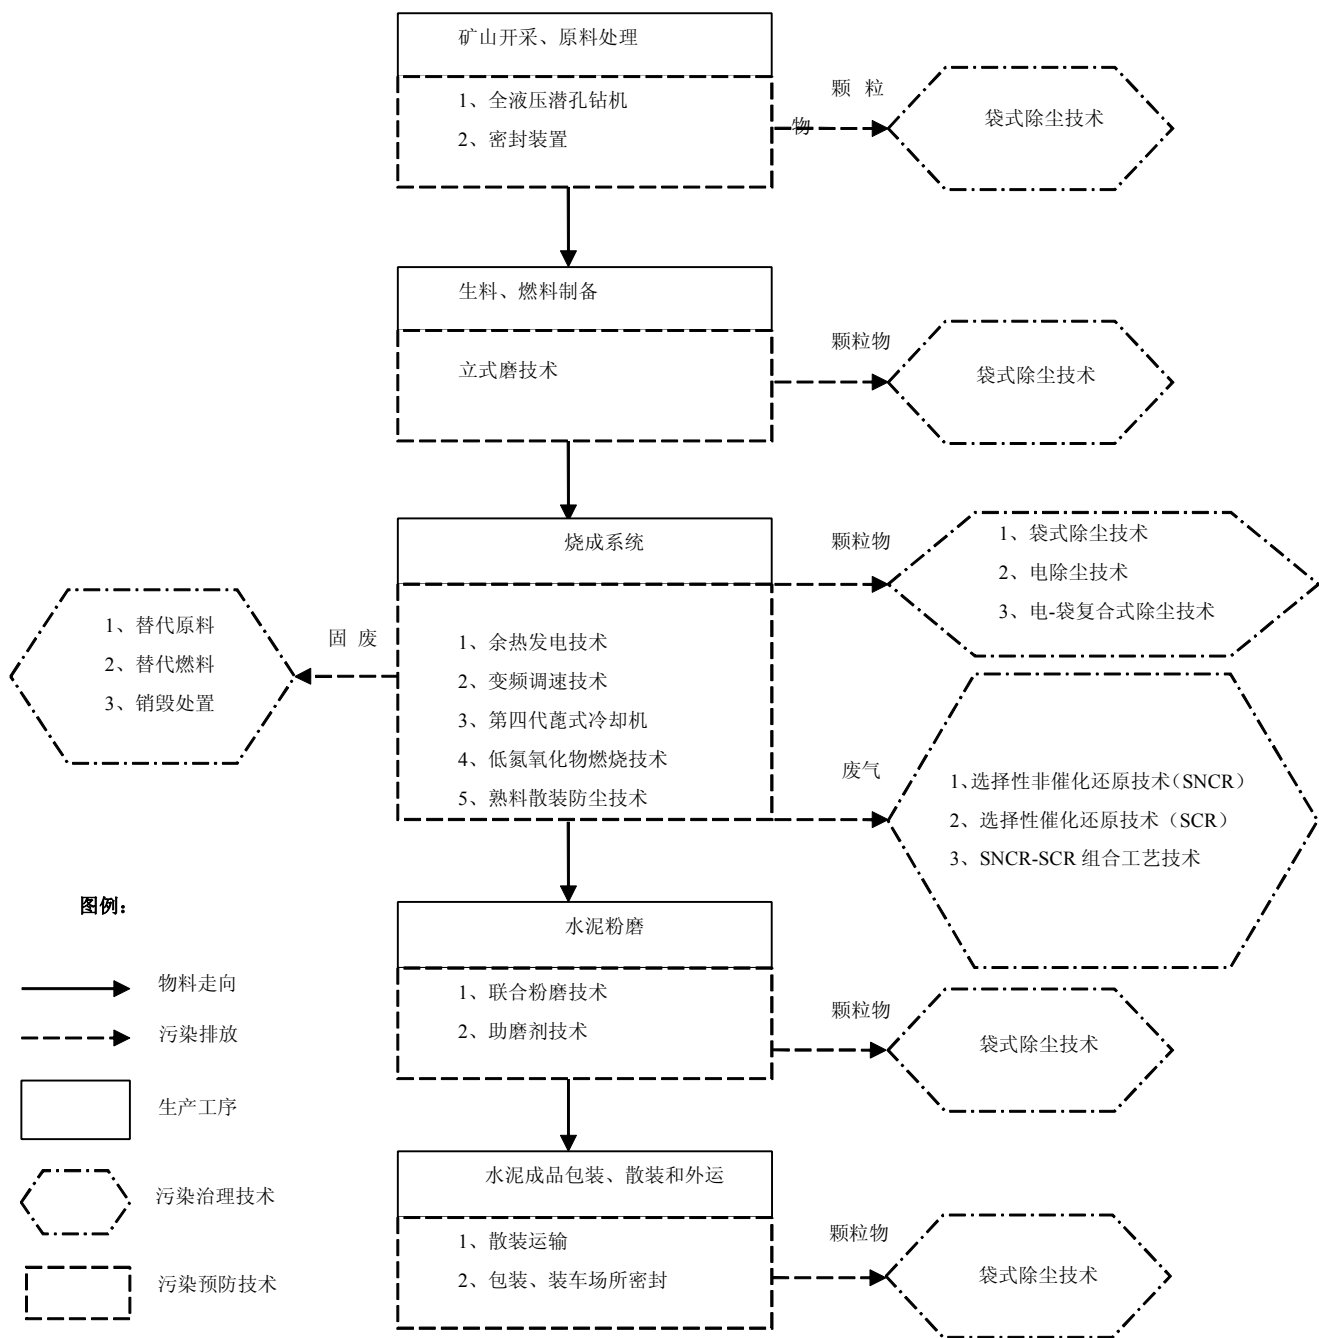 矿山开采、原料处理
1、全液压潜孔钻机
2、密封装置
颗 粒
物
袋式除尘技术
生料、燃料制备
立式磨技术
颗粒物
袋式除尘技术
烧成系统
颗粒物
1、袋式除尘技术
2、电除尘技术
3、电-袋复合式除尘技术
1、替代原料
2、替代燃料
3、销毁处置
固 废
1、余热发电技术
2、变频调速技术
3、第四代蓖式冷却机
4、低氮氧化物燃烧技术
5、熟料散装防尘技术
废气
1、选择性非催化还原技术（SNCR）
2、选择性催化还原技术（SCR）
3、SNCR-SCR 组合工艺技术
水泥粉磨
1、联合粉磨技术
2、助磨剂技术
颗粒物
袋式除尘技术
水泥成品包装、散装和外运
1、散装运输
2、包装、装车场所密封
颗粒物
袋式除尘技术
图例：
物料走向
污染排放
生产工序
污染治理技术
污染预防技术